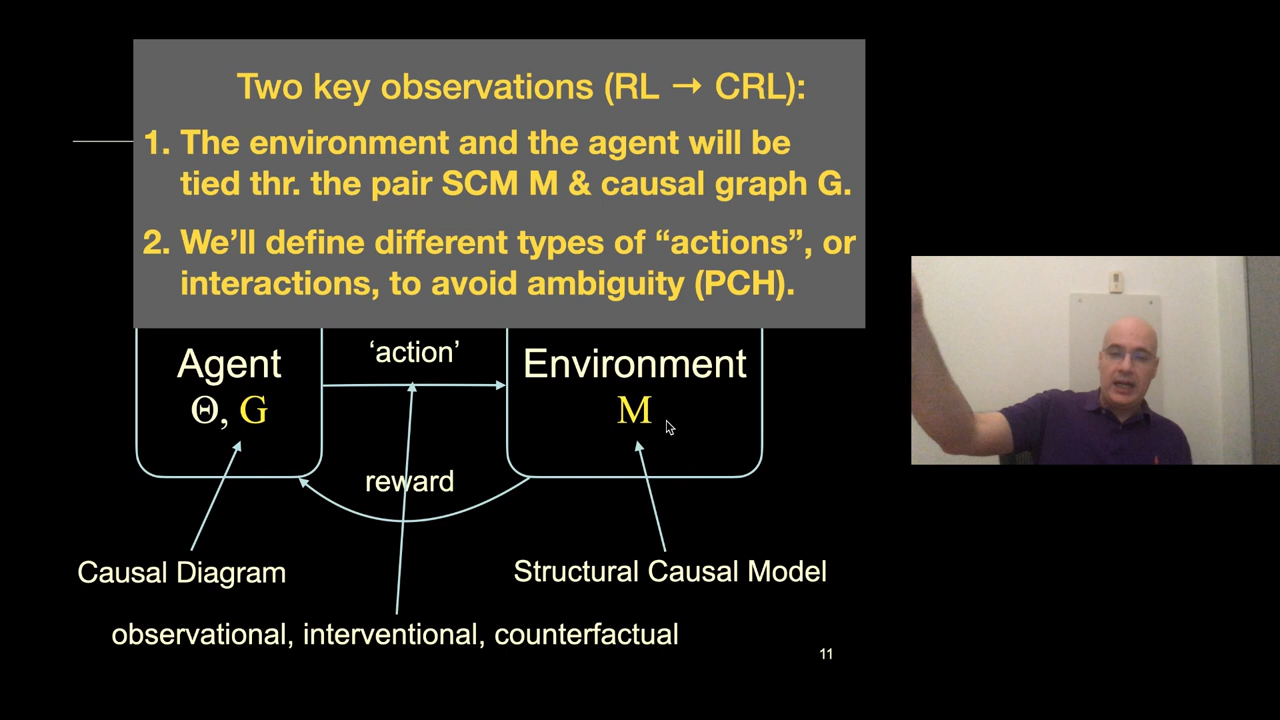 Two key observations (RL → CRL):
1. The environment and the agent will be
tied thr. the pair SCM M & causal graph G.
2. We'll define different types of “actions”, or
interactions, to avoid ambiguity (PCH).
Agent
Θ, G
‘action’
Environment
M
reward
Causal Diagram
Structural Causal Model
observational, interventional, counterfactual
11